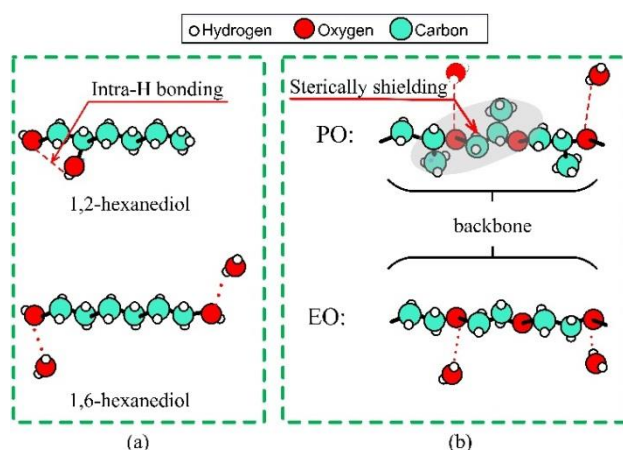 Hydrogen Oxygen Carbon
Intra-H bonding
1,2-hexanediol
1,6-hexanediol
(a)
Sterically shielding
PO:
backbone
EO:
(b)